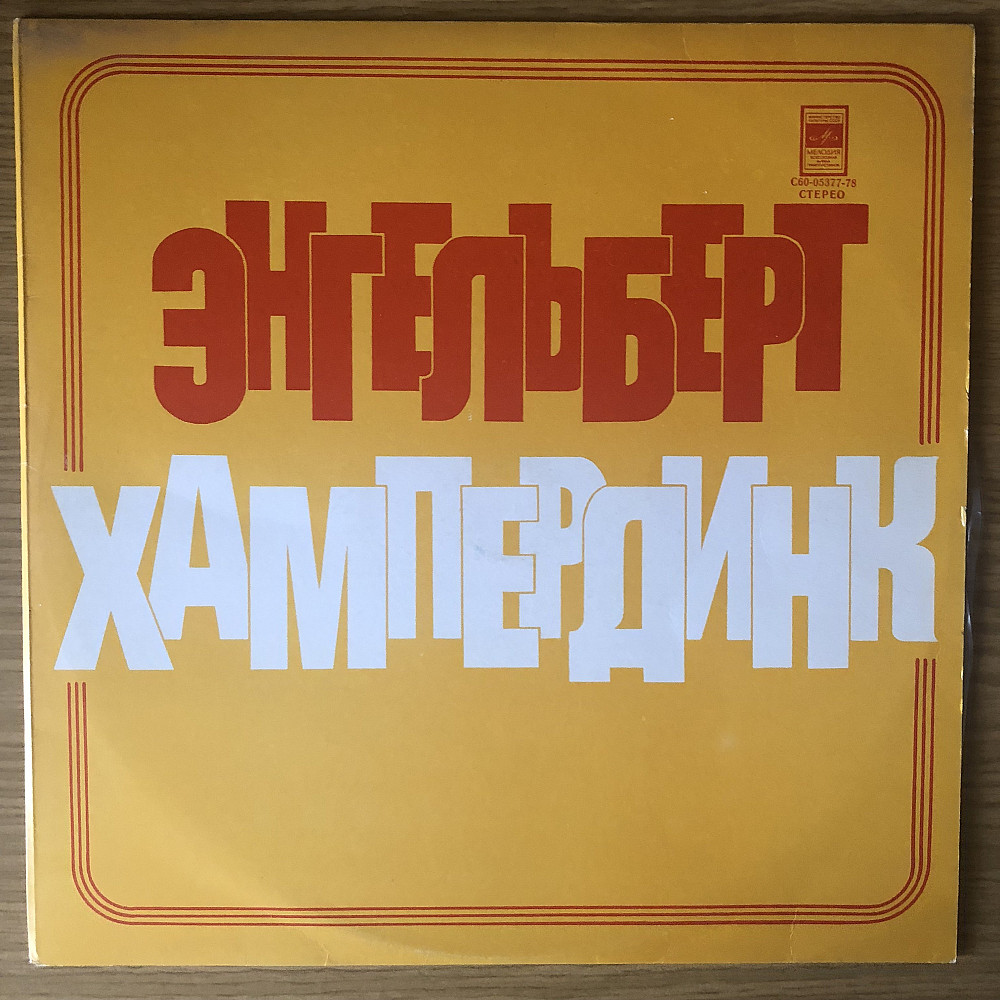 МЕЛОДИЯ
С60-05377-78
СТЕРЕО
ЭНГЕЛЬБЕРТ
ХАМПЕРДИНК